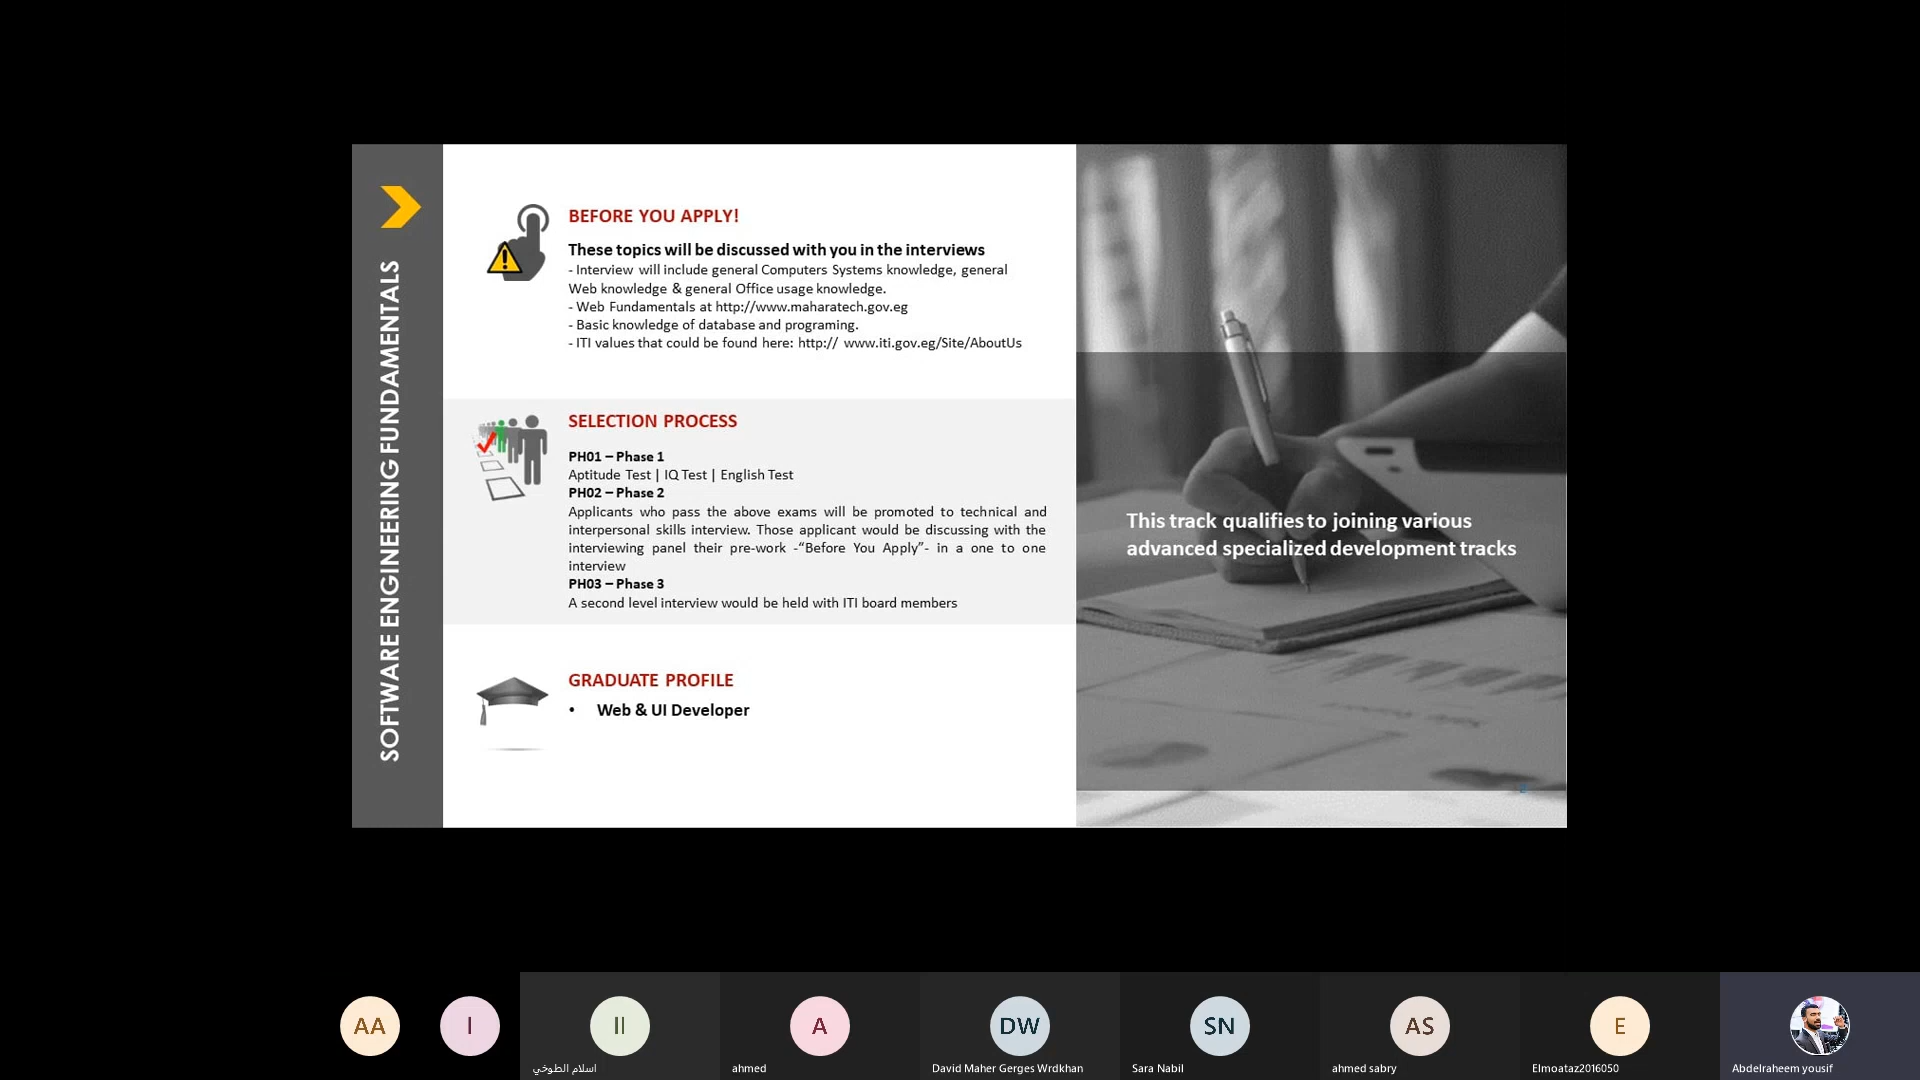 SOFTWARE ENGINEERING FUNDAMENTALS
BEFORE YOU APPLY!
These topics will be discussed with you in the interviews
- Interview will include general Computers Systems knowledge, general
Web knowledge & general Office usage knowledge.
- Web Fundamentals at http://www.maharatech.gov.eg
- Basic knowledge of database and programing.
- ITI values that could be found here: http:// www.iti.gov.eg/Site/AboutUs
SELECTION PROCESS
PH01 – Phase 1
Aptitude Test | IQ Test | English Test
PH02 – Phase 2
Applicants who pass the above exams will be promoted to technical and
interpersonal skills interview. Those applicant would be discussing with the
interviewing panel their pre-work -“Before You Apply”- in a one to one
interview
PH03 – Phase 3
A second level interview would be held with ITI board members
GRADUATE PROFILE
• Web & UI Developer
This track qualifies to joining various
advanced specialized development tracks
AA
I
اا
اسلام الطوخي
A
ahmed
DW
David Maher Gerges Wrdkhan
SN
Sara Nabil
AS
ahmed sabry
E
Elmoataz2016050
Abdelraheem yousif